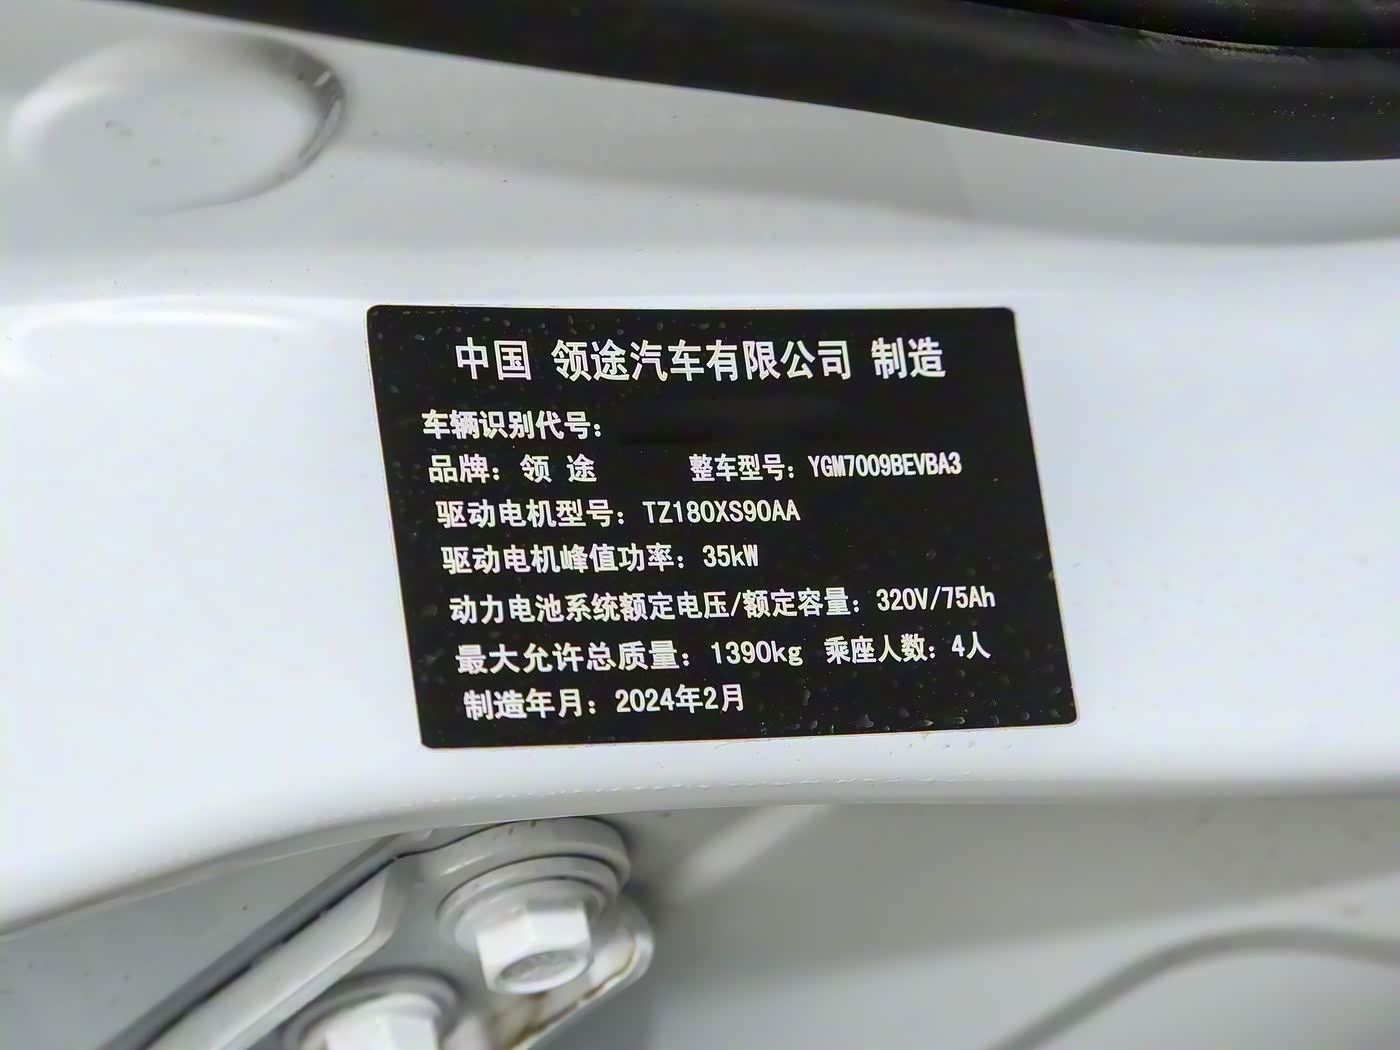 中国 领途汽车有限公司 制造
车辆识别代号：
品牌：领 途 整车型号：YGM7009BEVBA3
驱动电机型号：TZ180XS90AA
驱动电机峰值功率：35kW
动力电池系统额定电压/额定容量：320V/75Ah
最大允许总质量：1390kg 乘座人数：4人
制造年月：2024年2月